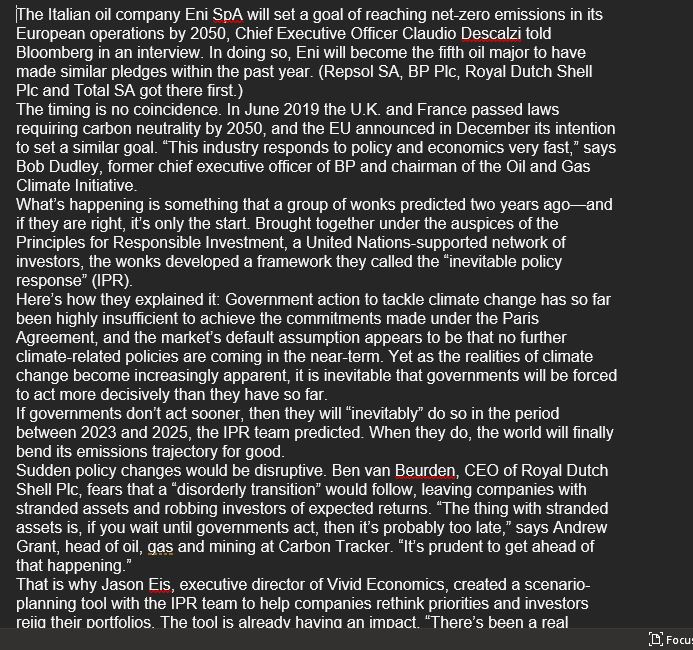 The Italian oil company Eni SpA will set a goal of reaching net-zero emissions in its
European operations by 2050, Chief Executive Officer Claudio Descalzi told
Bloomberg in an interview. In doing so, Eni will become the fifth oil major to have
made similar pledges within the past year. (Repsol SA, BP Plc, Royal Dutch Shell
Plc and Total SA got there first.)
The timing is no coincidence. In June 2019 the U.K. and France passed laws
requiring carbon neutrality by 2050, and the EU announced in December its intention
to set a similar goal. “This industry responds to policy and economics very fast,” says
Bob Dudley, former chief executive officer of BP and chairman of the Oil and Gas
Climate Initiative.
What’s happening is something that a group of wonks predicted two years ago—and
if they are right, it’s only the start. Brought together under the auspices of the
Principles for Responsible Investment, a United Nations-supported network of
investors, the wonks developed a framework they called the “inevitable policy
response” (IPR).
Here’s how they explained it: Government action to tackle climate change has so far
been highly insufficient to achieve the commitments made under the Paris
Agreement, and the market’s default assumption appears to be that no further
climate-related policies are coming in the near-term. Yet as the realities of climate
change become increasingly apparent, it is inevitable that governments will be forced
to act more decisively than they have so far.
If governments don’t act sooner, then they will “inevitably” do so in the period
between 2023 and 2025, the IPR team predicted. When they do, the world will finally
bend its emissions trajectory for good.
Sudden policy changes would be disruptive. Ben van Beurden, CEO of Royal Dutch
Shell Plc, fears that a “disorderly transition” would follow, leaving companies with
stranded assets and robbing investors of expected returns. “The thing with stranded
assets is, if you wait until governments act, then it’s probably too late,” says Andrew
Grant, head of oil, gas and mining at Carbon Tracker. “It’s prudent to get ahead of
that happening.”
That is why Jason Eis, executive director of Vivid Economics, created a scenario-
planning tool with the IPR team to help companies rethink priorities and investors
rejig their portfolios. The tool is already having an impact. “There’s been a real
Focus